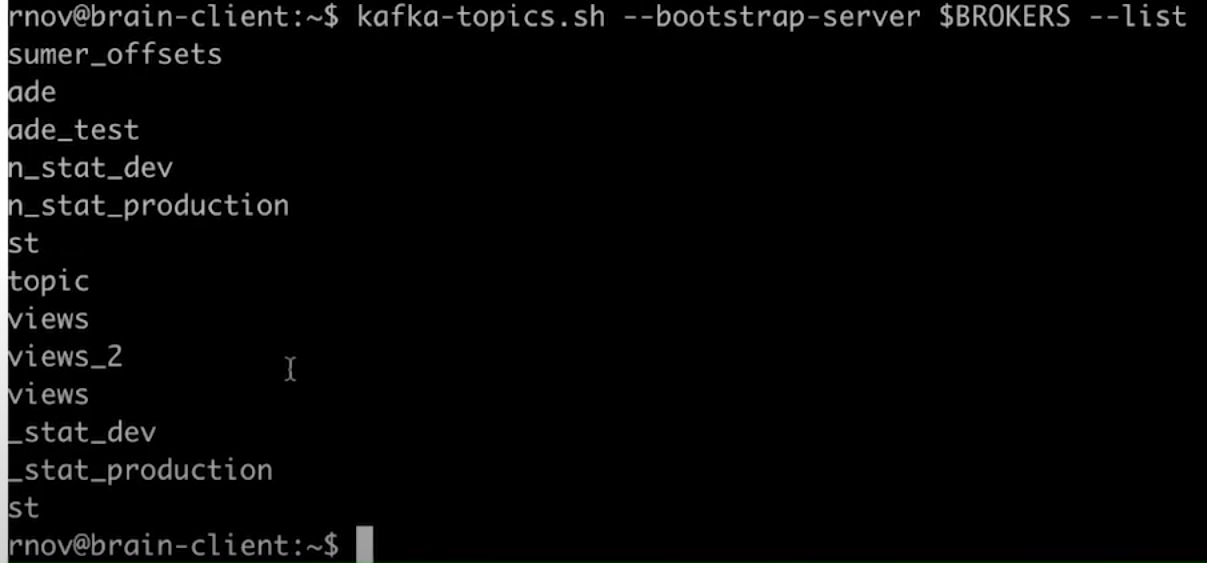 rnov@brain-client:~$ kafka-topics.sh --bootstrap-server $BROKERS --list
sumer_offsets
ade
ade_test
n_stat_dev
n_stat_production
st
topic
views
views_2
views
_stat_dev
_stat_production
st
rnov@brain-client:~$